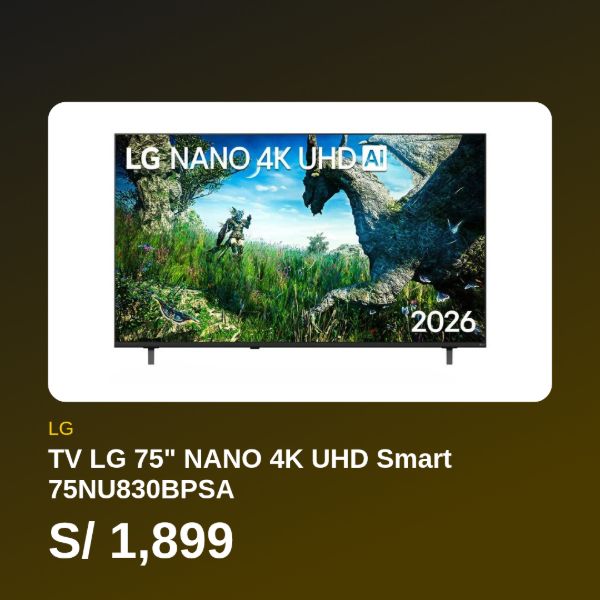 LG NANO 4K UHD AI
2026
LG
TV LG 75" NANO 4K UHD Smart
75NU830BPSA
S/ 1,899